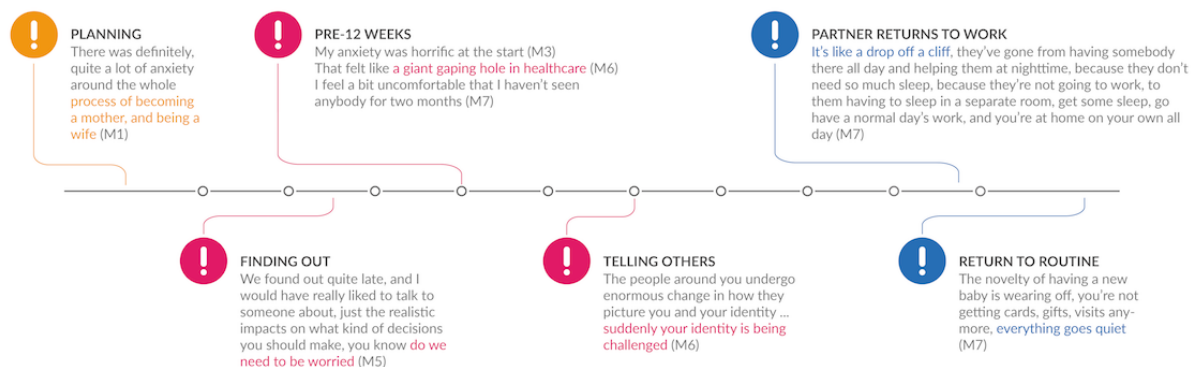 PLANNING
There was definitely,
quite a lot of anxiety
around the whole
process of becoming
a mother, and being a
wife (M1)
PRE-12 WEEKS
My anxiety was horrific at the start (M3)
That felt like a giant gaping hole in healthcare (M6)
I feel a bit uncomfortable that I haven't seen
anybody for two months (M7)
PARTNER RETURNS TO WORK
It's like a drop off a cliff, they've gone from having somebody
there all day and helping them at nighttime, because they don't
need so much sleep, because they're not going to work, to
them having to sleep in a separate room, get some sleep, go
have a normal day's work, and you're at home on your own all
day (M7)
FINDING OUT
We found out quite late, and I
would have really liked to talk to
someone about, just the realistic
impacts on what kind of decisions
you should make, you know do we
need to be worried (M5)
TELLING OTHERS
The people around you undergo
enormous change in how they
picture you and your identity ...
suddenly your identity is being
challenged (M6)
RETURN TO ROUTINE
The novelty of having a new
baby is wearing off, you're not
getting cards, gifts, visits any-
more, everything goes quiet
(M7)